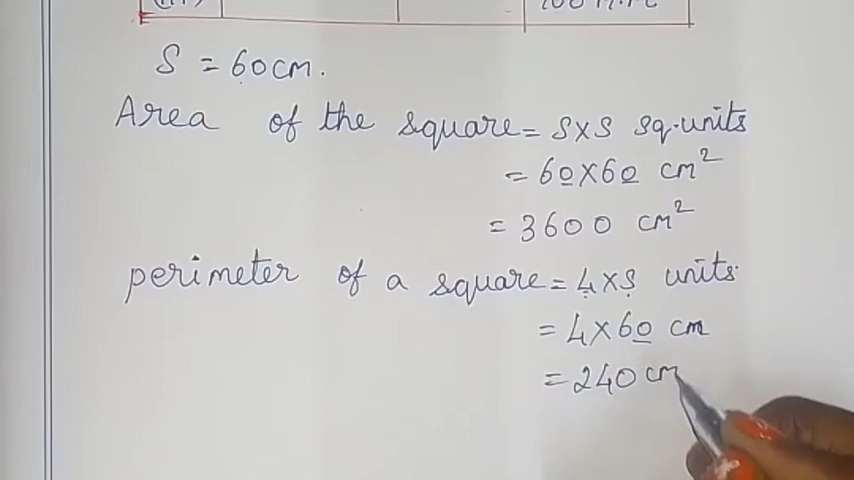 S = 60cm.
Area of the square = S×S sq.units
= 60×60 cm²
= 3600 cm²
perimeter of a square = 4×S units.
= 4×60 cm
= 240 cm